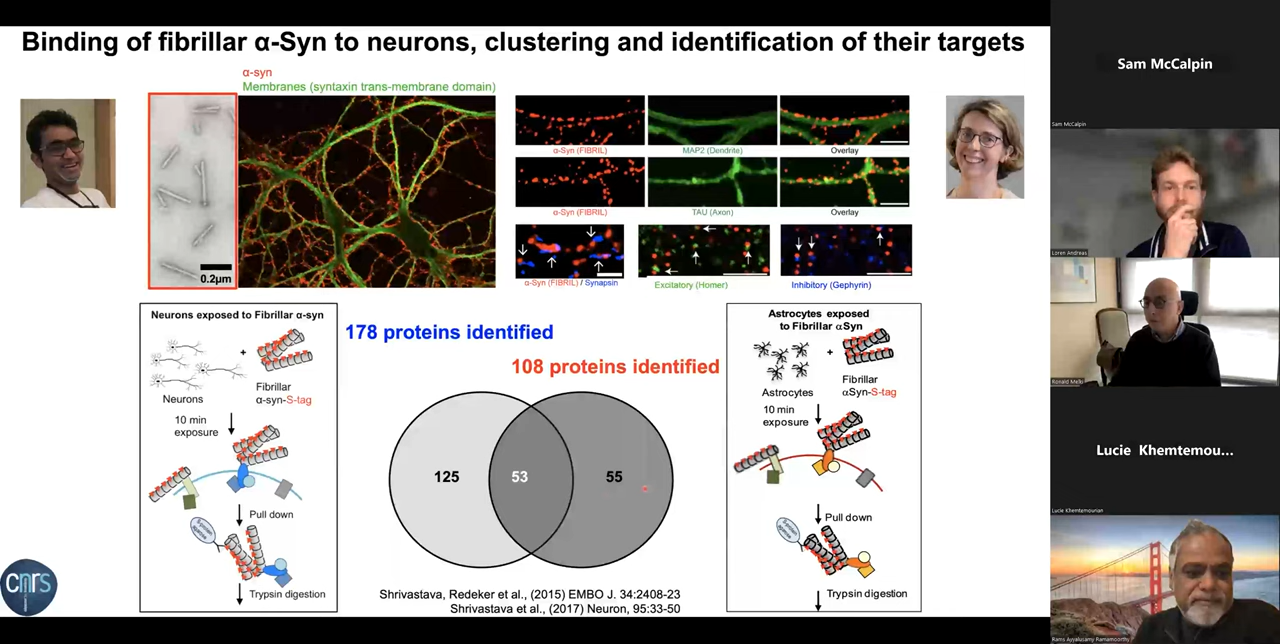 Binding of fibrillar α-Syn to neurons, clustering and identification of their targets
α-syn
Membranes (syntaxin trans-membrane domain)
0.2µm
α-Syn (FIBRIL)
MAP2 (Dendrite)
Overlay
α-Syn (FIBRIL)
TAU (Axon)
Overlay
α-Syn (FIBRIL) / Synapsin
Excitatory (Homer)
Inhibitory (Gephyrin)
Neurons exposed to Fibrillar α-syn
+
Neurons
Fibrillar
α-syn-S-tag
10 min
exposure
Pull down
Trypsin digestion
178 proteins identified
108 proteins identified
125
53
55
Shrivastava, Redeker et al., (2015) EMBO J. 34:2408-23
Shrivastava et al., (2017) Neuron, 95:33-50
Astrocytes exposed
to Fibrillar αSyn
+
Astrocytes
Fibrillar
αSyn-S-tag
10 min
exposure
Pull down
Trypsin digestion
cnrs
Sam McCalpin
Sam McCalpin
Loren Andreas
Ronald Melki
Lucie Khemtemou...
Lucie Khemtemourian
Rams Ayyalusamy Ramamoorthy